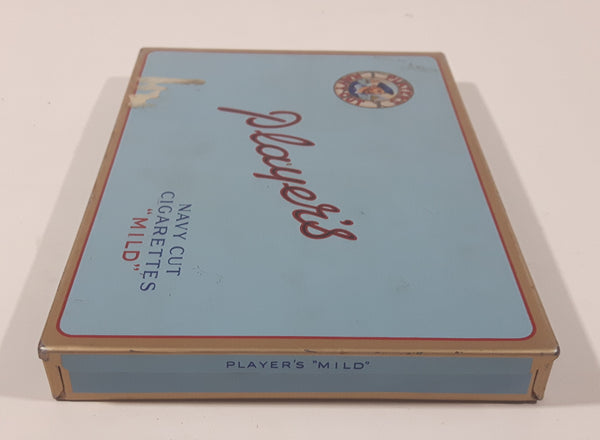 Player's
NAVY CUT
CIGARETTES
"MILD"
PLAYER'S "MILD"